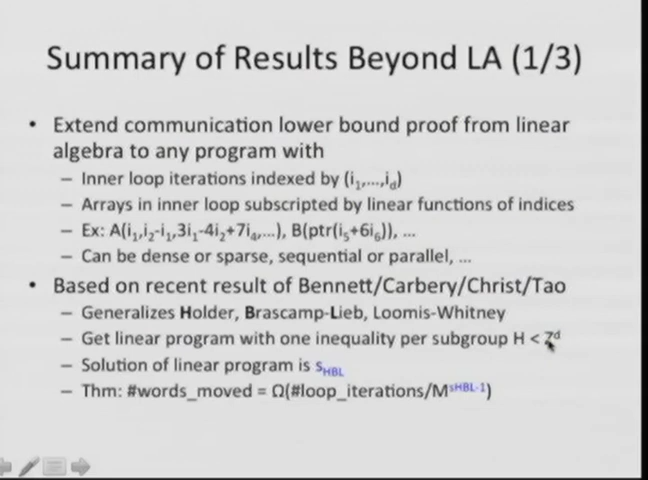 Summary of Results Beyond LA (1/3)
• Extend communication lower bound proof from linear
algebra to any program with
– Inner loop iterations indexed by (i₁,...,i_d)
– Arrays in inner loop subscripted by linear functions of indices
– Ex: A(i₁,i₂-i₁,3i₁-4i₂+7i₄,...), B(ptr(i₅+6i₆)), ...
– Can be dense or sparse, sequential or parallel, ...
• Based on recent result of Bennett/Carbery/Christ/Tao
– Generalizes Holder, Brascamp-Lieb, Loomis-Whitney
– Get linear program with one inequality per subgroup H < Z^d
– Solution of linear program is s_HBL
– Thm: #words_moved = Ω(#loop_iterations/M^sHBL-1)